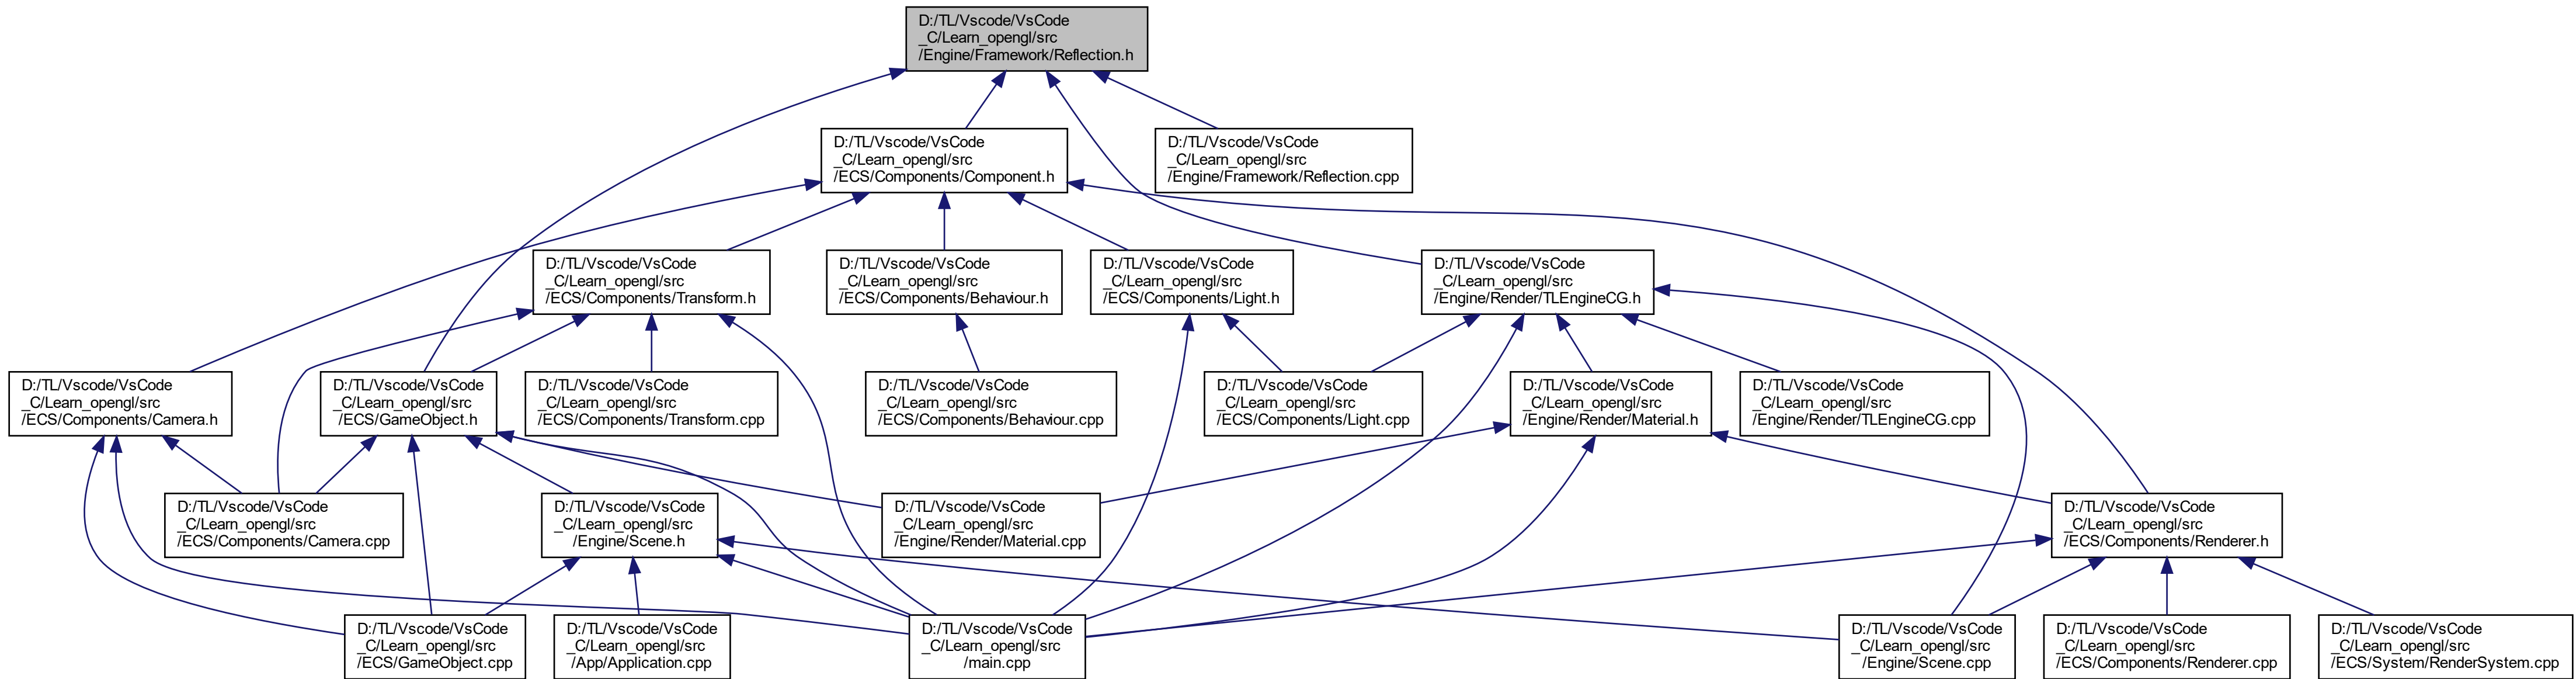 D:/TL/Vscode/VsCode
_C/Learn_opengl/src
/Engine/Framework/Reflection.h
D:/TL/Vscode/VsCode
_C/Learn_opengl/src
/ECS/Components/Component.h
D:/TL/Vscode/VsCode
_C/Learn_opengl/src
/Engine/Framework/Reflection.cpp
D:/TL/Vscode/VsCode
_C/Learn_opengl/src
/ECS/Components/Transform.h
D:/TL/Vscode/VsCode
_C/Learn_opengl/src
/ECS/Components/Behaviour.h
D:/TL/Vscode/VsCode
_C/Learn_opengl/src
/ECS/Components/Light.h
D:/TL/Vscode/VsCode
_C/Learn_opengl/src
/Engine/Render/TLEngineCG.h
D:/TL/Vscode/VsCode
_C/Learn_opengl/src
/ECS/Components/Camera.h
D:/TL/Vscode/VsCode
_C/Learn_opengl/src
/ECS/GameObject.h
D:/TL/Vscode/VsCode
_C/Learn_opengl/src
/ECS/Components/Transform.cpp
D:/TL/Vscode/VsCode
_C/Learn_opengl/src
/ECS/Components/Behaviour.cpp
D:/TL/Vscode/VsCode
_C/Learn_opengl/src
/ECS/Components/Light.cpp
D:/TL/Vscode/VsCode
_C/Learn_opengl/src
/Engine/Render/Material.h
D:/TL/Vscode/VsCode
_C/Learn_opengl/src
/Engine/Render/TLEngineCG.cpp
D:/TL/Vscode/VsCode
_C/Learn_opengl/src
/ECS/Components/Camera.cpp
D:/TL/Vscode/VsCode
_C/Learn_opengl/src
/Engine/Scene.h
D:/TL/Vscode/VsCode
_C/Learn_opengl/src
/Engine/Render/Material.cpp
D:/TL/Vscode/VsCode
_C/Learn_opengl/src
/ECS/Components/Renderer.h
D:/TL/Vscode/VsCode
_C/Learn_opengl/src
/ECS/GameObject.cpp
D:/TL/Vscode/VsCode
_C/Learn_opengl/src
/App/Application.cpp
D:/TL/Vscode/VsCode
_C/Learn_opengl/src
/main.cpp
D:/TL/Vscode/VsCode
_C/Learn_opengl/src
/Engine/Scene.cpp
D:/TL/Vscode/VsCode
_C/Learn_opengl/src
/ECS/Components/Renderer.cpp
D:/TL/Vscode/VsCode
_C/Learn_opengl/src
/ECS/System/RenderSystem.cpp